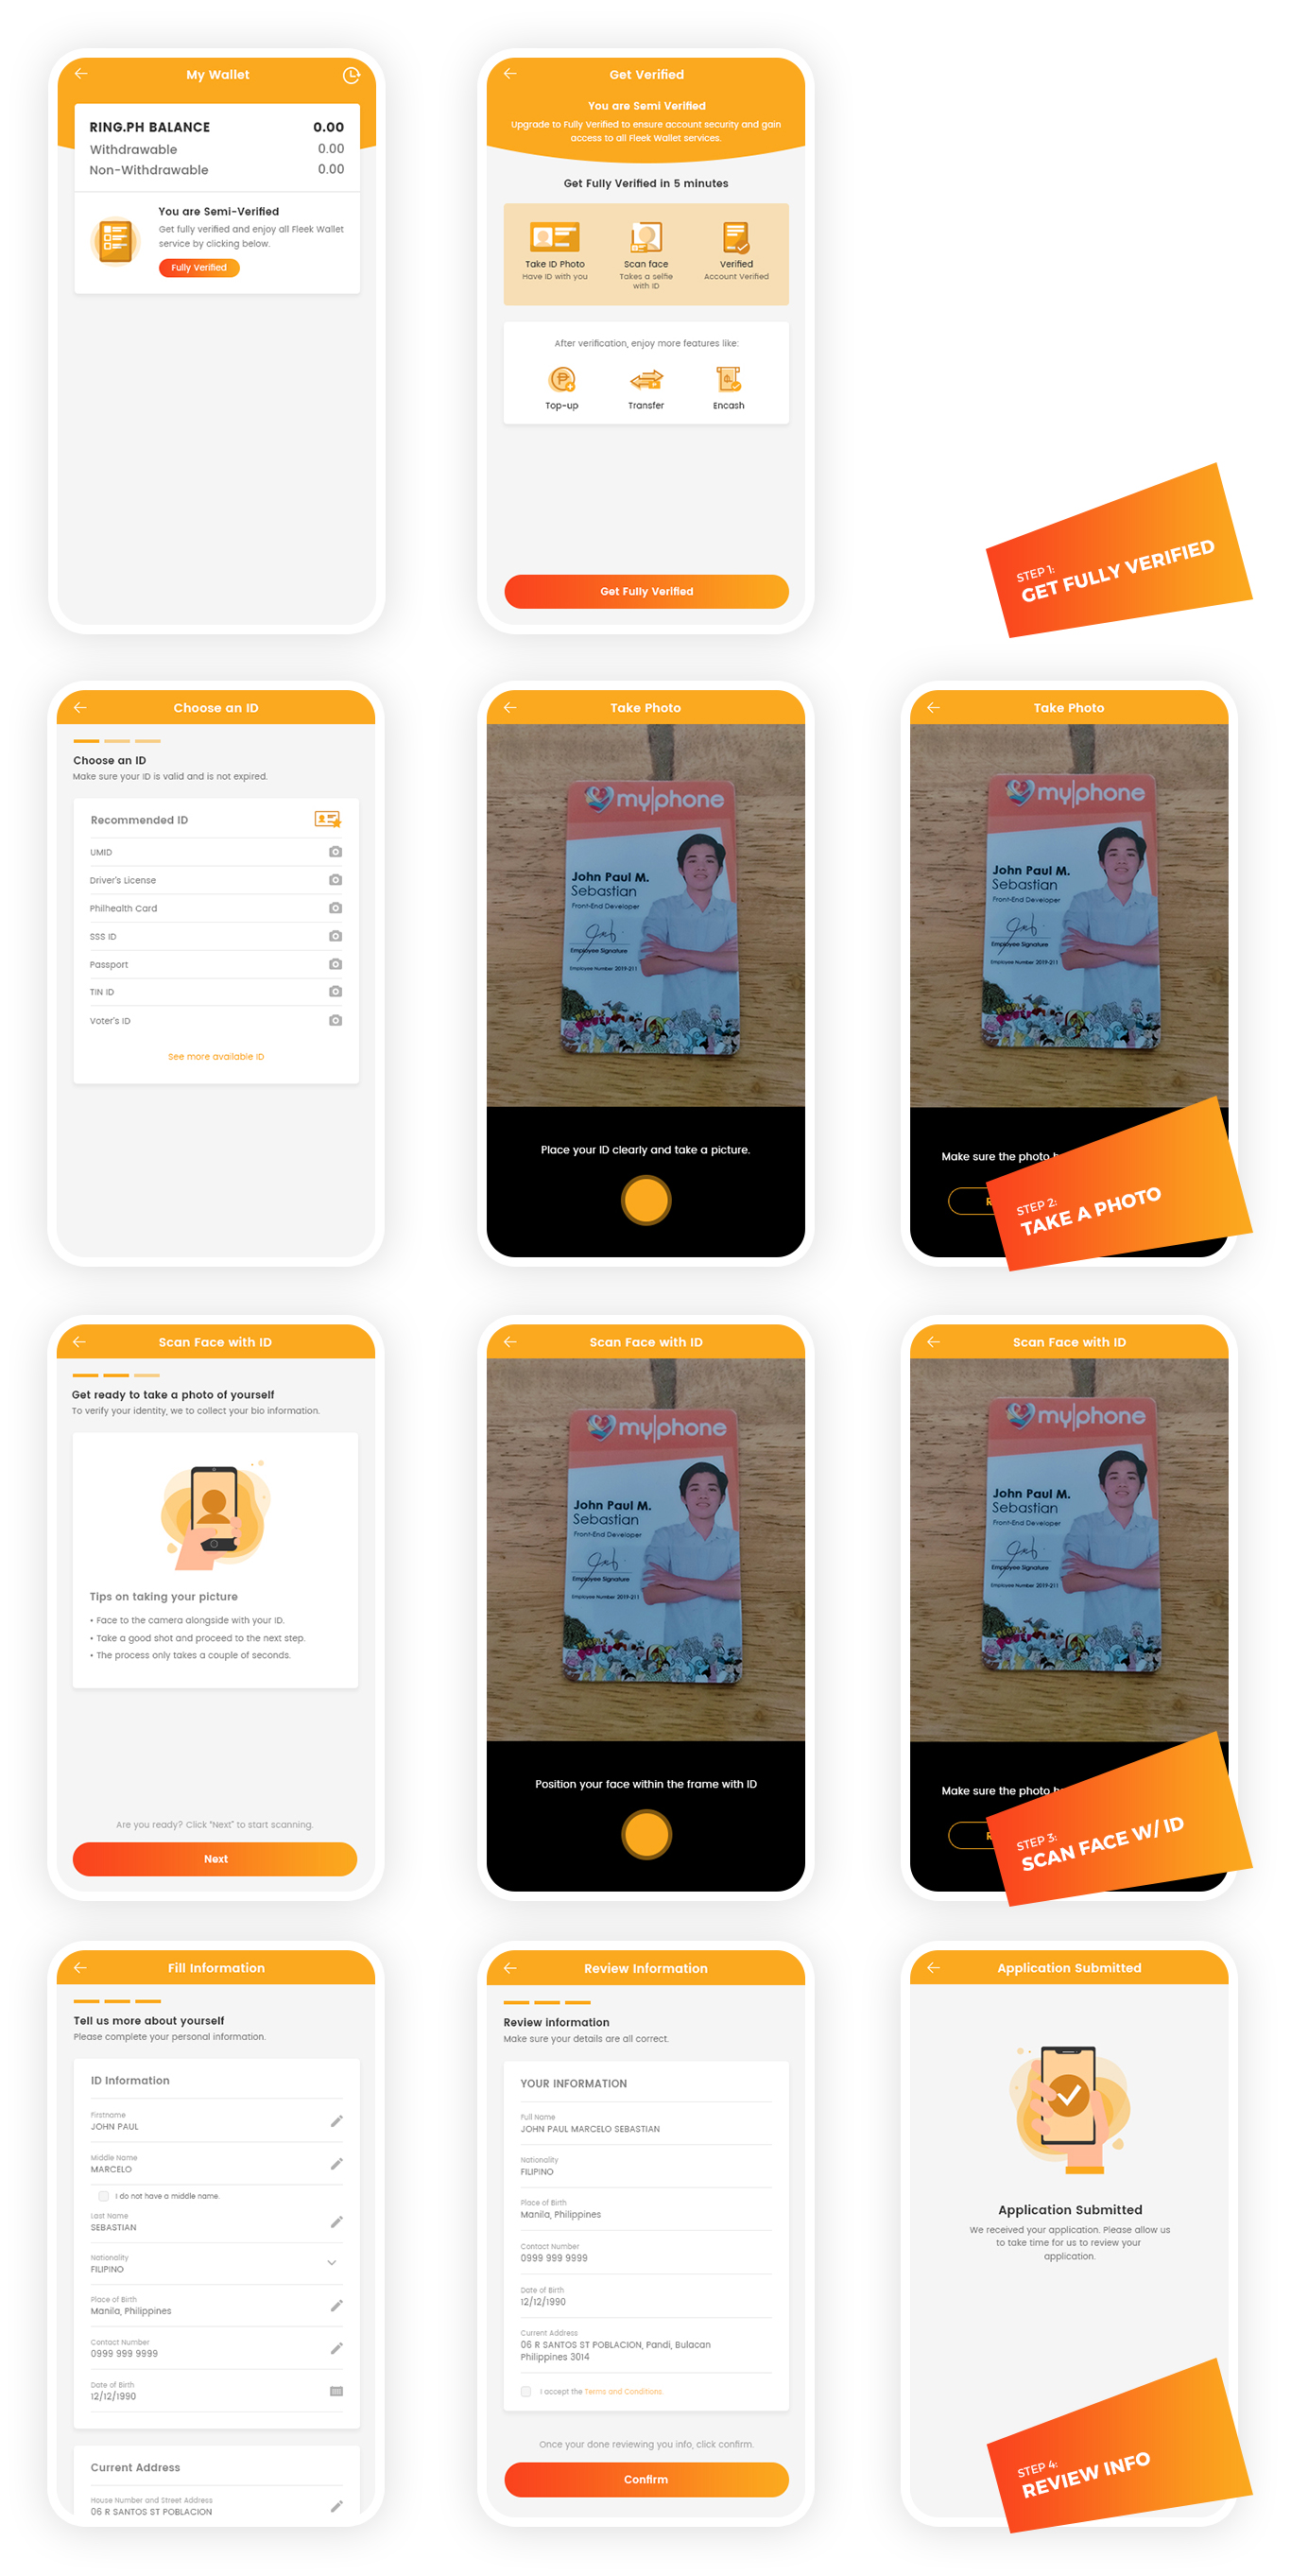 My Wallet
RING.PH BALANCE 0.00
Withdrawable 0.00
Non-Withdrawable 0.00
You are Semi-Verified
Get fully verified and enjoy all Fleek Wallet
service by clicking below.
Fully Verified
Get Verified
You are Semi Verified
Upgrade to Fully Verified to ensure account security and gain
access to all Fleek Wallet services.
Get Fully Verified in 5 minutes
Take ID Photo
Have ID with you
Scan face
Takes a selfie
with ID
Verified
Account Verified
After verification, enjoy more features like:
Top-up
Transfer
Encash
Get Fully Verified
STEP 1:
GET FULLY VERIFIED
Choose an ID
Choose an ID
Make sure your ID is valid and is not expired.
Recommended ID
UMID
Driver's License
Philhealth Card
SSS ID
Passport
TIN ID
Voter's ID
See more available ID
Take Photo
my|phone
John Paul M.
Sebastian
Front-End Developer
Employee Signature
Employee Number 2019-211
Place your ID clearly and take a picture.
Take Photo
my|phone
John Paul M.
Sebastian
Front-End Developer
Employee Signature
Employee Number 2019-211
Make sure the photo
STEP 2:
TAKE A PHOTO
Scan Face with ID
Get ready to take a photo of yourself
To verify your identity, we to collect your bio information.
Tips on taking your picture
• Face to the camera alongside with your ID.
• Take a good shot and proceed to the next step.
• The process only takes a couple of seconds.
Are you ready? Click "Next" to start scanning.
Next
Scan Face with ID
my|phone
John Paul M.
Sebastian
Front-End Developer
Employee Signature
Employee Number 2019-211
Position your face within the frame with ID
Scan Face with ID
my|phone
John Paul M.
Sebastian
Front-End Developer
Employee Signature
Employee Number 2019-211
Make sure the photo
STEP 3:
SCAN FACE W/ ID
Fill Information
Tell us more about yourself
Please complete your personal information.
ID Information
Firstname
JOHN PAUL
Middle Name
MARCELO
I do not have a middle name.
Last Name
SEBASTIAN
Nationality
FILIPINO
Place of Birth
Manila, Philippines
Contact Number
0999 999 9999
Date of Birth
12/12/1990
Current Address
House Number and Street Address
06 R SANTOS ST POBLACION
Review Information
Review information
Make sure your details are all correct.
YOUR INFORMATION
Full Name
JOHN PAUL MARCELO SEBASTIAN
Nationality
FILIPINO
Place of Birth
Manila, Philippines
Contact Number
0999 999 9999
Date of Birth
12/12/1990
Current Address
06 R SANTOS ST POBLACION, Pandi, Bulacan
Philippines 3014
I accept the Terms and Conditions.
Once your done reviewing you info, click confirm.
Confirm
Application Submitted
Application Submitted
We received your application. Please allow us
to take time for us to review your
application.
STEP 4:
REVIEW INFO